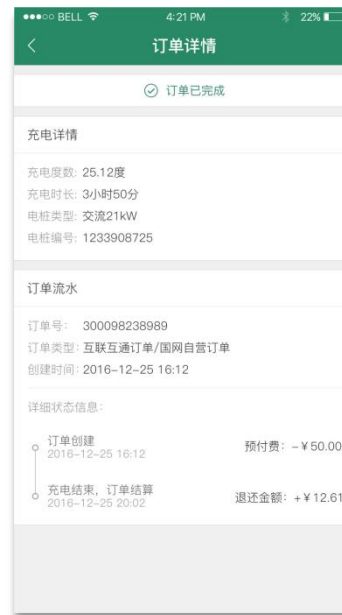 BELL 4:21 PM 22%
订单详情
订单已完成
充电详情
充电度数: 25.12度
充电时长: 3小时50分
电桩类型: 交流21kW
电桩编号: 1233908725
订单流水
订单号: 300098238989
订单类型: 互联互通订单/国网自营订单
创建时间: 2016-12-25 16:12
详细状态信息:
订单创建 预付费: -¥50.00
2016-12-25 16:12
充电结束, 订单结算 退还金额: +¥12.61
2016-12-25 20:02